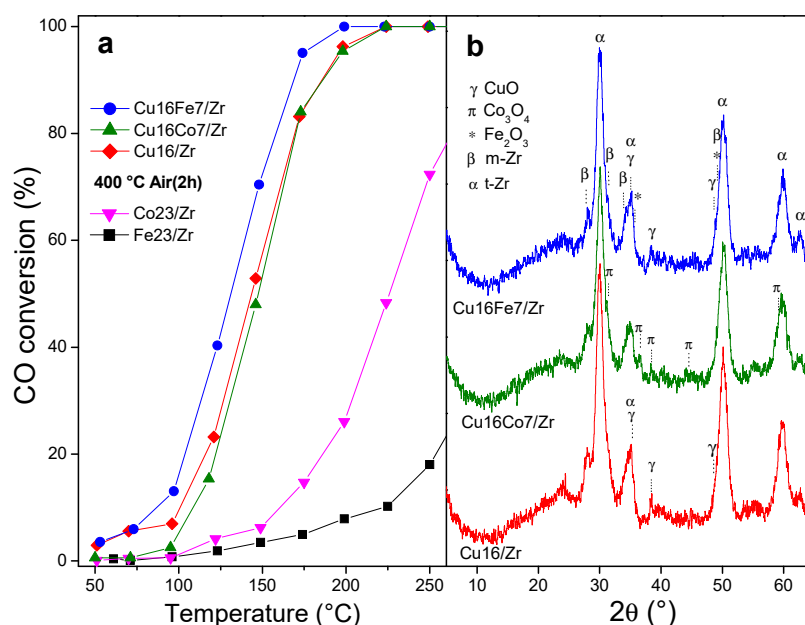 a
Cu16Fe7/Zr
Cu16Co7/Zr
Cu16/Zr
400 °C Air(2h)
Co23/Zr
Fe23/Zr
CO conversion (%)
100
80
60
40
20
0
50 100 150 200 250
Temperature (°C)
b
γ CuO
π Co₃O₄
* Fe₂O₃
β m-Zr
α t-Zr
α
β
β
β
α
γ
*
γ
α
β
*
γ
α
α
Cu16Fe7/Zr
π
π
π
π
π
Cu16Co7/Zr
α
γ
γ
γ
Cu16/Zr
10 20 30 40 50 60
2θ (°)